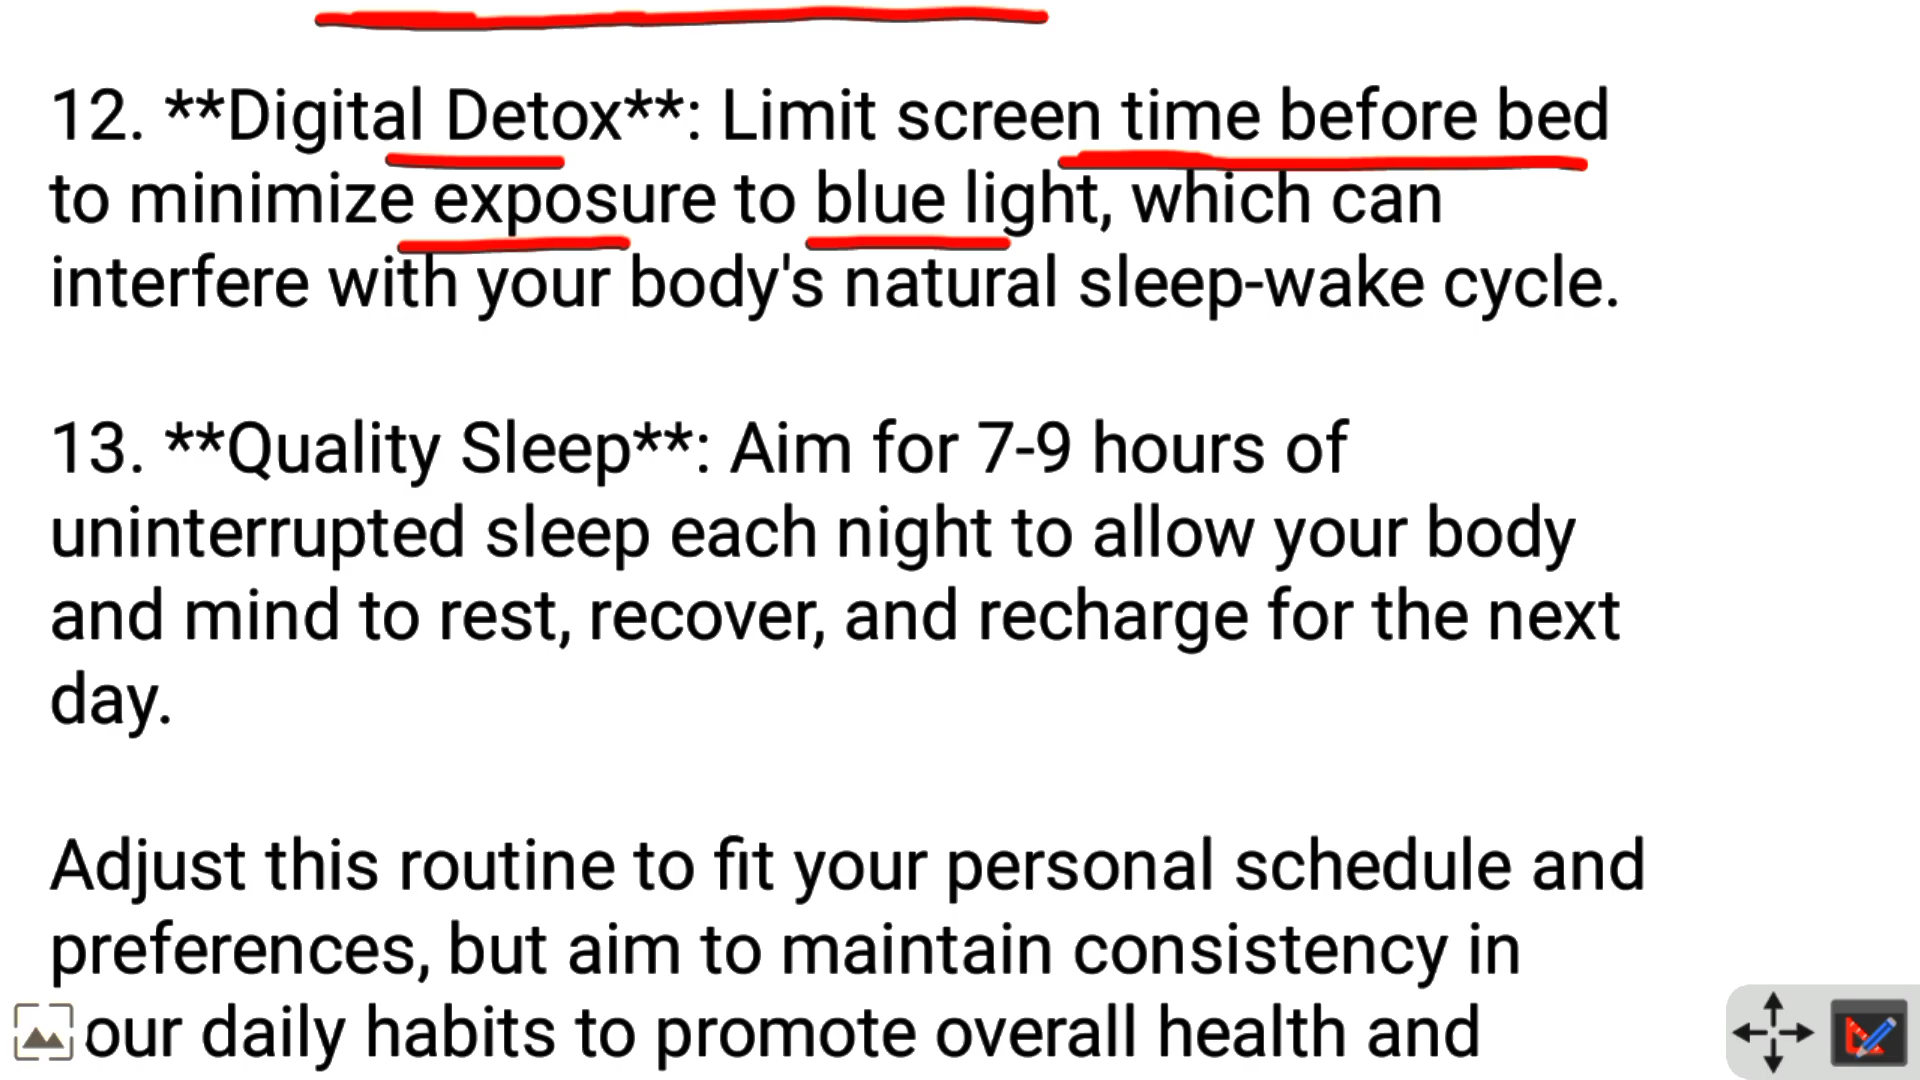 12. **Digital Detox**: Limit screen time before bed
to minimize exposure to blue light, which can
interfere with your body's natural sleep-wake cycle.
13. **Quality Sleep**: Aim for 7-9 hours of
uninterrupted sleep each night to allow your body
and mind to rest, recover, and recharge for the next
day.
Adjust this routine to fit your personal schedule and
preferences, but aim to maintain consistency in
our daily habits to promote overall health and